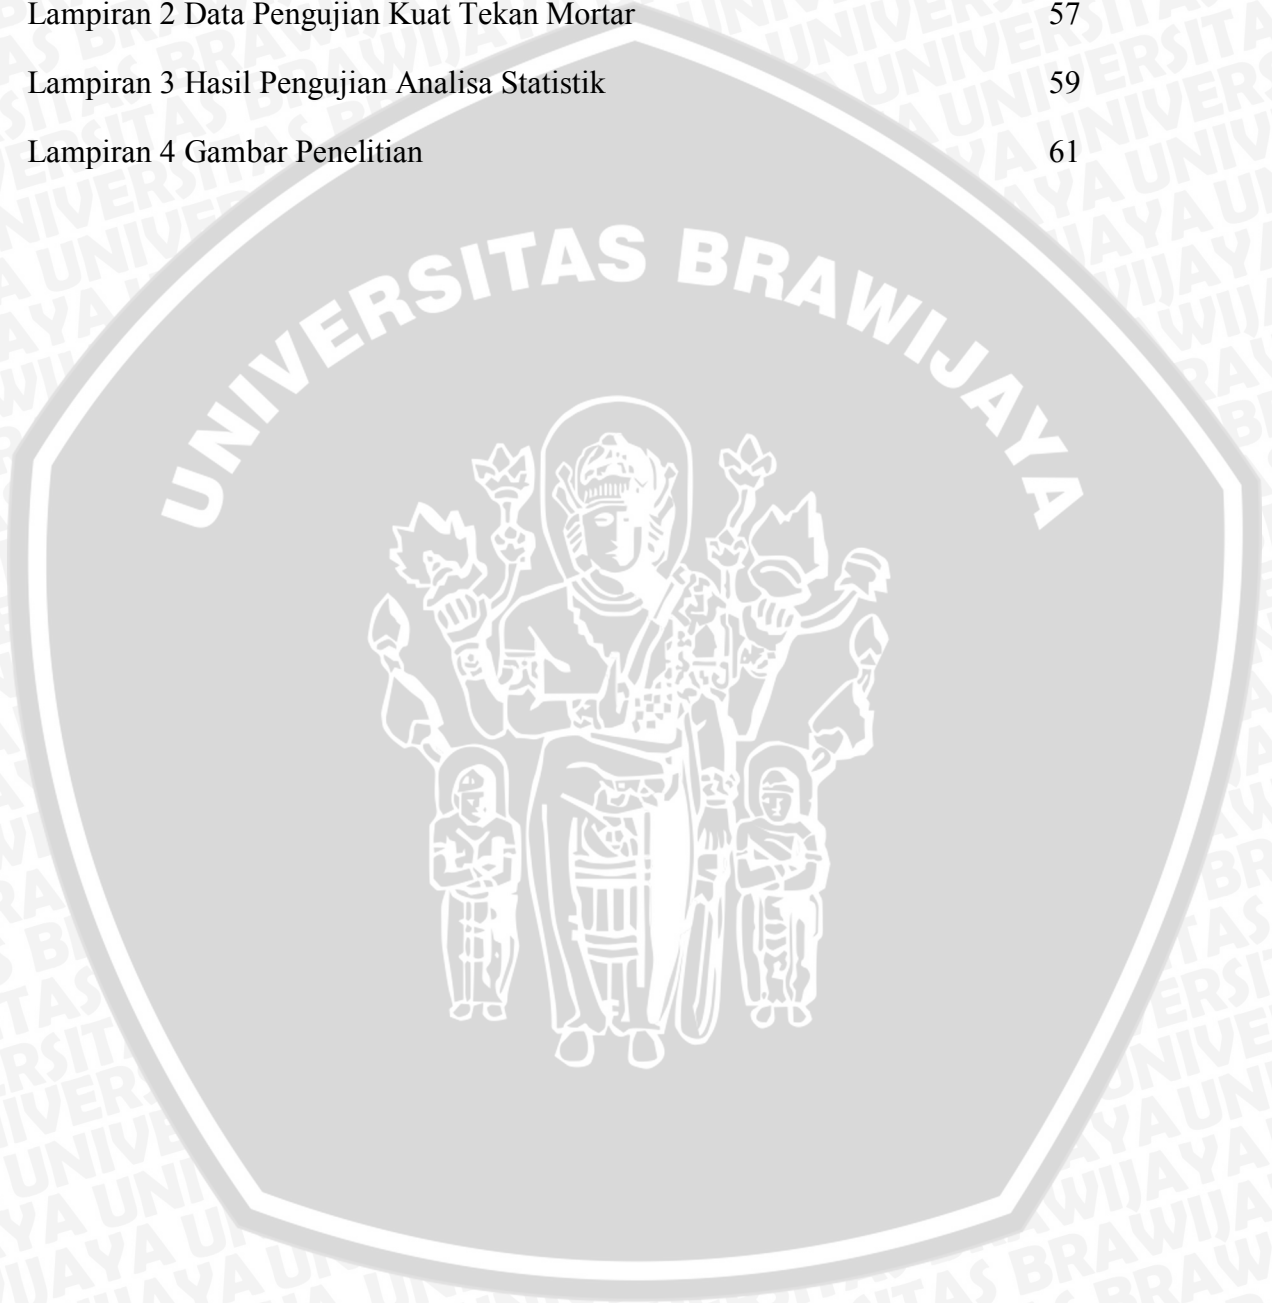 Lampiran 2 Data Pengujian Kuat Tekan Mortar 57
Lampiran 3 Hasil Pengujian Analisa Statistik 59
Lampiran 4 Gambar Penelitian 61
UNIVERSITAS BRAWIJAYA